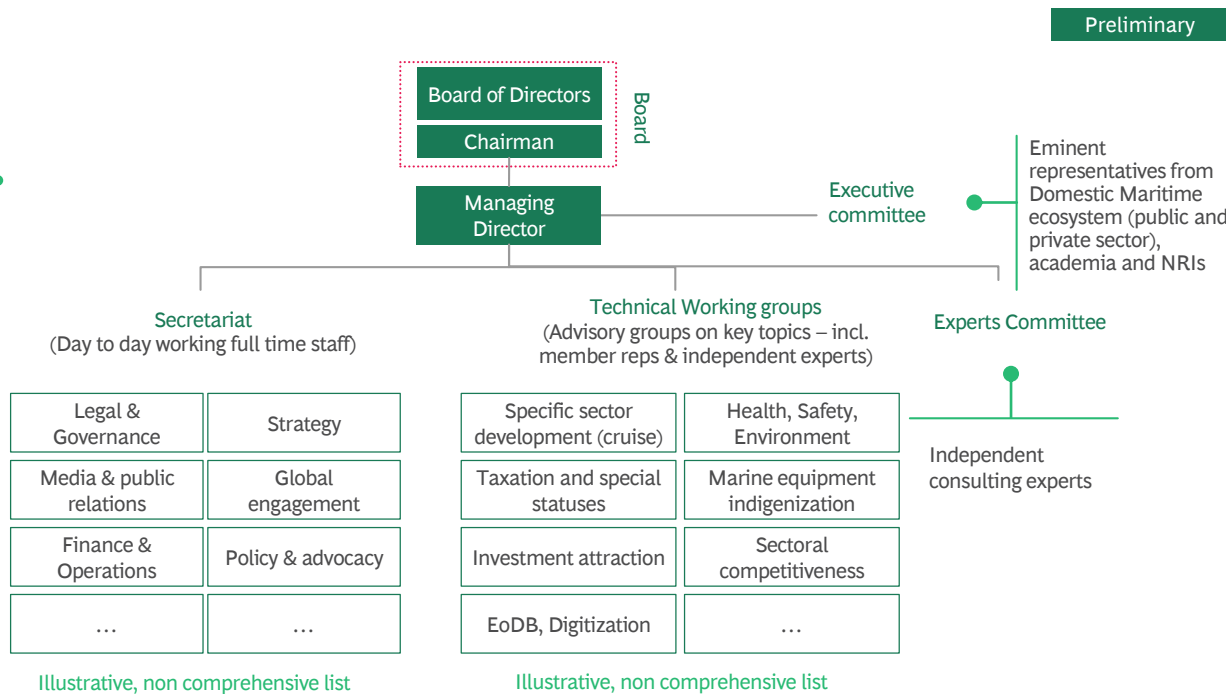 Preliminary
Board of Directors
Chairman
Board
Managing
Director
Executive
committee
Eminent
representatives from
Domestic Maritime
ecosystem (public and
private sector),
academia and NRIs
Secretariat
(Day to day working full time staff)
Technical Working groups
(Advisory groups on key topics – incl.
member reps & independent experts)
Experts Committee
Legal &
Governance
Strategy
Media & public
relations
Global
engagement
Finance &
Operations
Policy & advocacy
…
…
Illustrative, non comprehensive list
Specific sector
development (cruise)
Health, Safety,
Environment
Taxation and special
statuses
Marine equipment
indigenization
Investment attraction
Sectoral
competitiveness
EoDB, Digitization
…
Illustrative, non comprehensive list
Independent
consulting experts